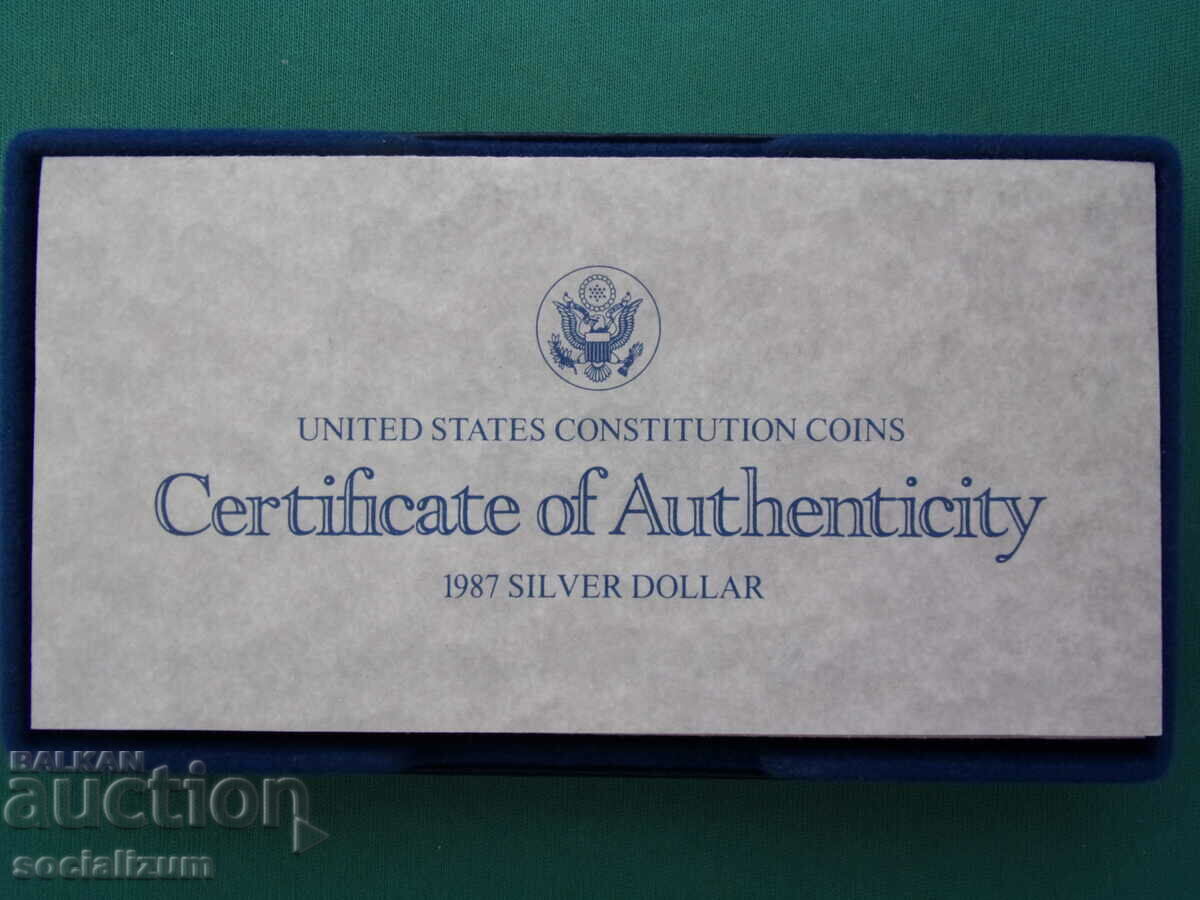 UNITED STATES CONSTITUTION COINS
Certificate of Authenticity
1987 SILVER DOLLAR
BALKAN
auction
socializum